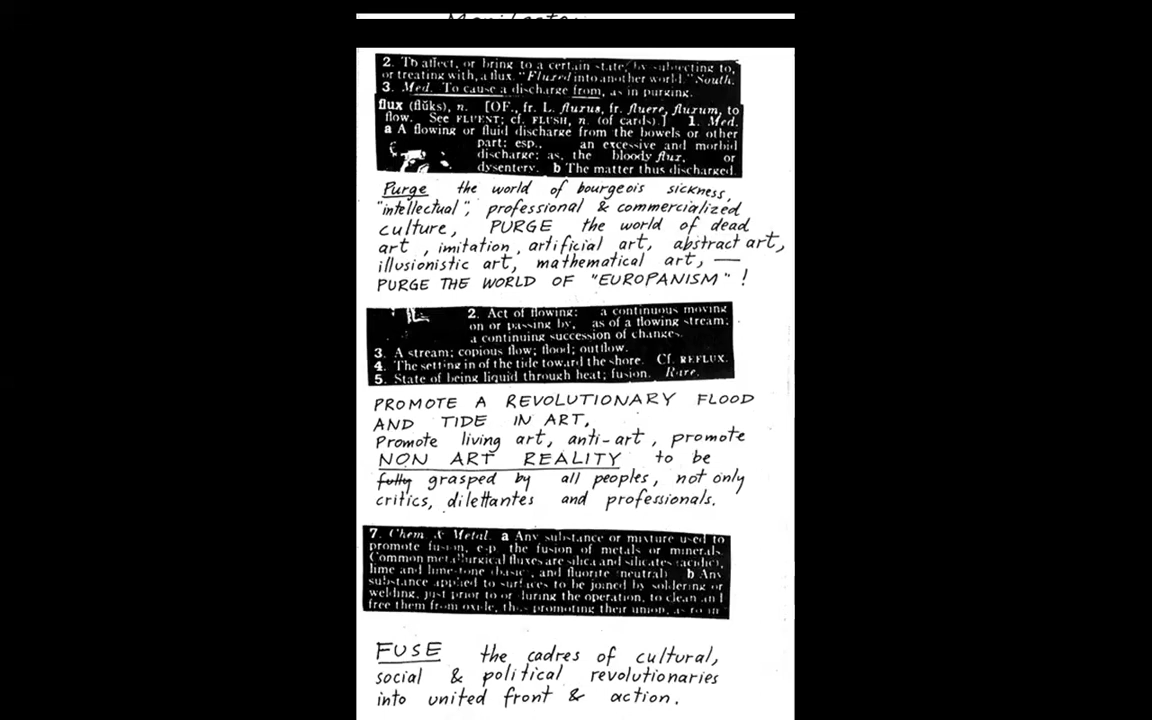 Manifesto:
2. To affect, or bring to a certain state, by subjecting to,
or treating with, a flux. "Fluxed into another world." South.
3. Med. To cause a discharge from, as in purging.
flux (flŭks), n. [OF., fr. L. fluxus, fr. fluere, fluxum, to
flow. See FLUENT; cf. FLUSH, n. (of cards).] 1. Med.
a A flowing or fluid discharge from the bowels or other
part; esp., an excessive and morbid
discharge; as, the bloody flux, or
dysentery. b The matter thus discharged.
Purge the world of bourgeois sickness,
"intellectual", professional & commercialized
culture, PURGE the world of dead
art, imitation, artificial art, abstract art,
illusionistic art, mathematical art, —
PURGE THE WORLD OF "EUROPANISM"!
2. Act of flowing: a continuous moving
on or passing by, as of a flowing stream;
a continuing succession of changes.
3. A stream; copious flow; flood; outflow.
4. The setting in of the tide toward the shore. Cf. REFLUX.
5. State of being liquid through heat; fusion. Rare.
PROMOTE A REVOLUTIONARY FLOOD
AND TIDE IN ART,
Promote living art, anti-art, promote
NON ART REALITY to be
fully grasped by all peoples, not only
critics, dilettantes and professionals.
7. Chem & Metal. a Any substance or mixture used to
promote fusion, esp. the fusion of metals or minerals.
Common metallurgical fluxes are silica and silicates (acidic),
lime and limestone (basic), and fluorite (neutral). b Any
substance applied to surfaces to be joined by soldering or
welding, just prior to or during the operation, to clean and
free them from oxide, thus promoting their union, as rosin
FUSE the cadres of cultural,
social & political revolutionaries
into united front & action.